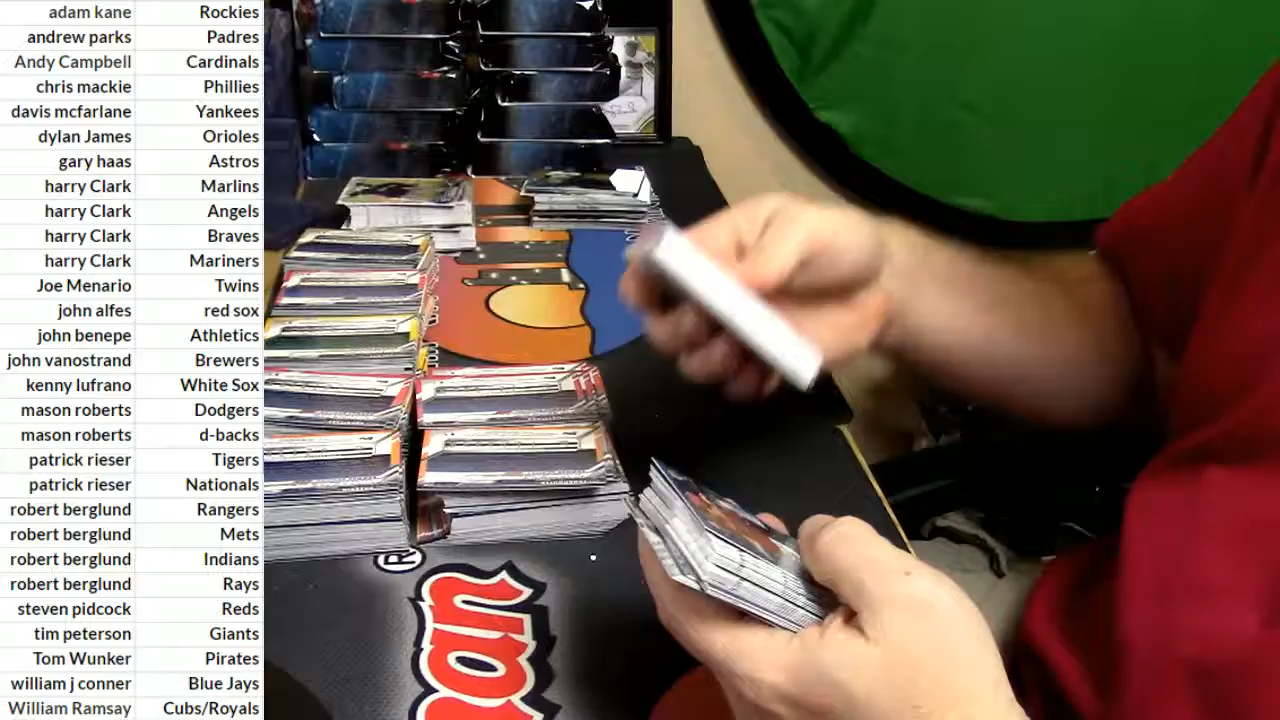 adam kane Rockies
andrew parks Padres
Andy Campbell Cardinals
chris mackie Phillies
davis mcfarlane Yankees
dylan James Orioles
gary haas Astros
harry Clark Marlins
harry Clark Angels
harry Clark Braves
harry Clark Mariners
Joe Menario Twins
john alfes red sox
john benepe Athletics
john vanostrand Brewers
kenny lufrano White Sox
mason roberts Dodgers
mason roberts d-backs
patrick rieser Tigers
patrick rieser Nationals
robert berglund Rangers
robert berglund Mets
robert berglund Indians
robert berglund Rays
steven pidcock Reds
tim peterson Giants
Tom Wunker Pirates
william j conner Blue Jays
William Ramsay Cubs/Royals
®
an